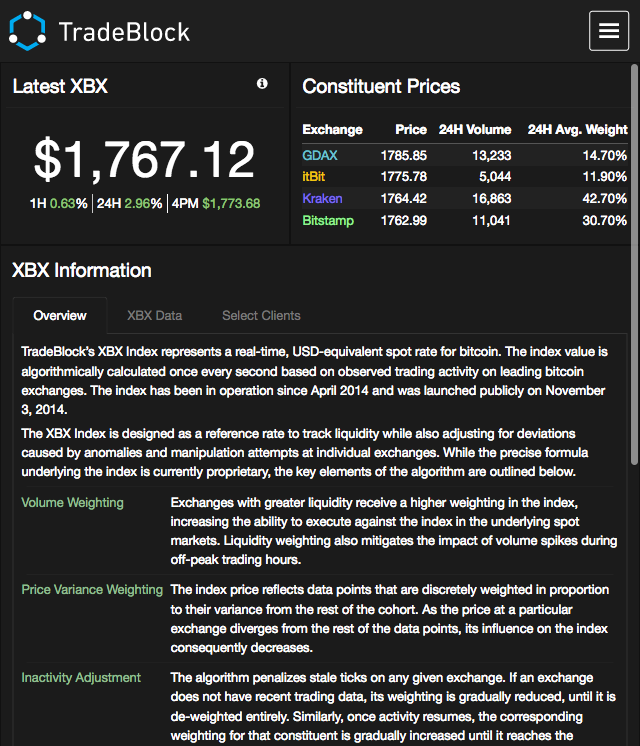 TradeBlock
Latest XBX
$1,767.12
1H 0.63% | 24H 2.96% | 4PM $1,773.68
Constituent Prices
Exchange Price 24H Volume 24H Avg. Weight
GDAX 1785.85 13,233 14.70%
itBit 1775.78 5,044 11.90%
Kraken 1764.42 16,863 42.70%
Bitstamp 1762.99 11,041 30.70%
XBX Information
Overview XBX Data Select Clients
TradeBlock's XBX Index represents a real-time, USD-equivalent spot rate for bitcoin. The index value is
algorithmically calculated once every second based on observed trading activity on leading bitcoin
exchanges. The index has been in operation since April 2014 and was launched publicly on November
3, 2014.
The XBX Index is designed as a reference rate to track liquidity while also adjusting for deviations
caused by anomalies and manipulation attempts at individual exchanges. While the precise formula
underlying the index is currently proprietary, the key elements of the algorithm are outlined below.
Volume Weighting Exchanges with greater liquidity receive a higher weighting in the index,
increasing the ability to execute against the index in the underlying spot
markets. Liquidity weighting also mitigates the impact of volume spikes during
off-peak trading hours.
Price Variance Weighting The index price reflects data points that are discretely weighted in proportion
to their variance from the rest of the cohort. As the price at a particular
exchange diverges from the rest of the data points, its influence on the index
consequently decreases.
Inactivity Adjustment The algorithm penalizes stale ticks on any given exchange. If an exchange
does not have recent trading data, its weighting is gradually reduced, until it is
de-weighted entirely. Similarly, once activity resumes, the corresponding
weighting for that constituent is gradually increased until it reaches the